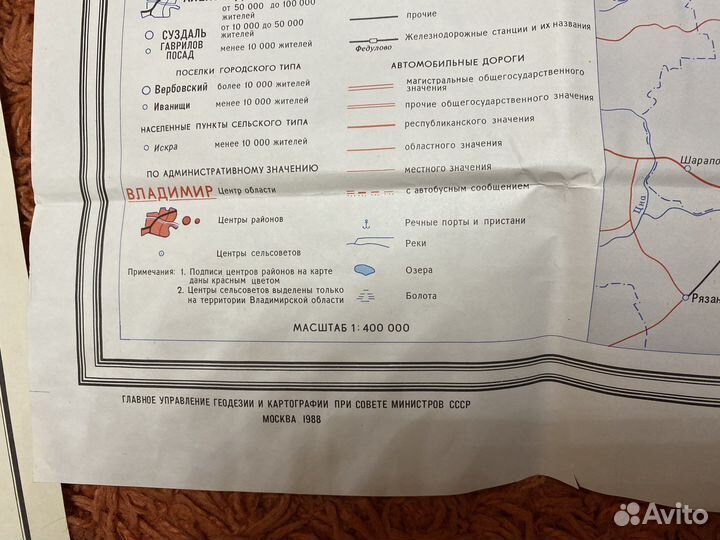 от 50 000 до 100 000
жителей
СУЗДАЛЬ
от 10 000 до 50 000
жителей
ГАВРИЛОВ
ПОСАД
менее 10 000 жителей
ПОСЕЛКИ ГОРОДСКОГО ТИПА
Вербовский более 10 000 жителей
Иванищи менее 10 000 жителей
НАСЕЛЕННЫЕ ПУНКТЫ СЕЛЬСКОГО ТИПА
Искра менее 10 000 жителей
ПО АДМИНИСТРАТИВНОМУ ЗНАЧЕНИЮ
ВЛАДИМИР Центр области
Центры районов
Центры сельсоветов
Примечания: 1. Подписи центров районов на карте
даны красным цветом
2. Центры сельсоветов выделены только
на территории Владимирской области
прочие
Федулово
Железнодорожные станции и их названия
АВТОМОБИЛЬНЫЕ ДОРОГИ
магистральные общегосударственного
значения
прочие общегосударственного значения
республиканского значения
областного значения
местного значения
с автобусным сообщением
Речные порты и пристани
Реки
Озера
Болота
МАСШТАБ 1:400 000
Шарапо
Цна
Рязан
ГЛАВНОЕ УПРАВЛЕНИЕ ГЕОДЕЗИИ И КАРТОГРАФИИ ПРИ СОВЕТЕ МИНИСТРОВ СССР
МОСКВА 1988
Avito